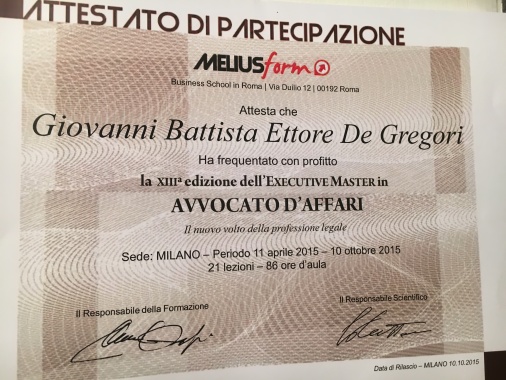 ATTESTATO DI PARTECIPAZIONE
MELIUSform
Business School in Roma | Via Duilio 12 | 00192 Roma
Attesta che
Giovanni Battista Ettore De Gregori
Ha frequentato con profitto
la XIIIª edizione dell'EXECUTIVE MASTER in
AVVOCATO D'AFFARI
Il nuovo volto della professione legale
Sede: MILANO – Periodo 11 aprile 2015 – 10 ottobre 2015
21 lezioni – 86 ore d'aula
Il Responsabile della Formazione
Il Responsabile Scientifico
Data di Rilascio – MILANO 10.10.2015